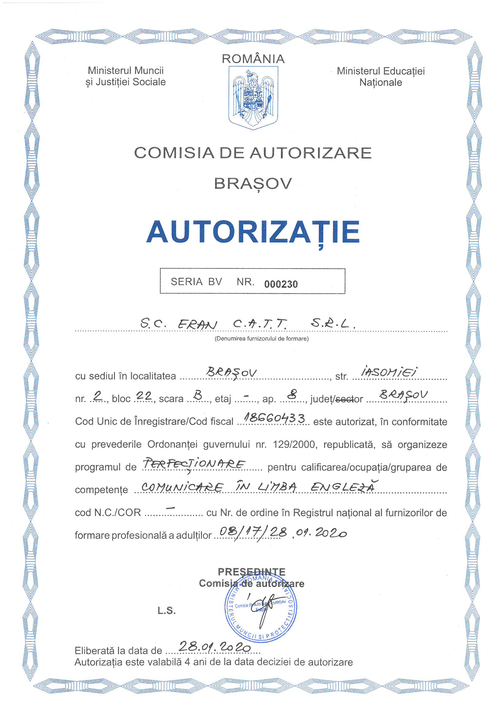 ROMÂNIA
Ministerul Muncii
și Justiției Sociale
Ministerul Educației
Naționale
COMISIA DE AUTORIZARE
BRAȘOV
AUTORIZAȚIE
SERIA BV NR. 000230
S.C. ERAN C.A.T.T. S.R.L.
(Denumirea furnizorului de formare)
cu sediul în localitatea BRAȘOV, str. IASOMIEI
nr. 2, bloc 22, scara B, etaj -, ap. 8, județ/sector BRAȘOV
Cod Unic de Înregistrare/Cod fiscal 18660433 este autorizat, în conformitate
cu prevederile Ordonanței guvernului nr. 129/2000, republicată, să organizeze
programul de PERFECȚIONARE pentru calificarea/ocupația/gruparea de
competențe COMUNICARE ÎN LIMBA ENGLEZĂ
cod N.C./COR - cu Nr. de ordine în Registrul național al furnizorilor de
formare profesională a adulților 08/17/28.01.2020
PREȘEDINTE
Comisia de autorizare
L.S.
Eliberată la data de 28.01.2020
Autorizația este valabilă 4 ani de la data deciziei de autorizare